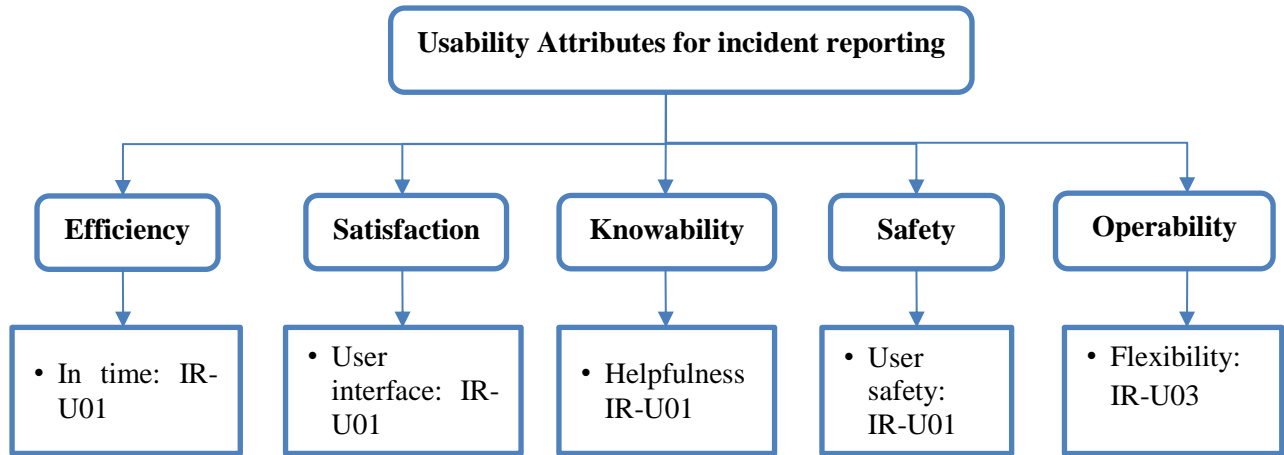 Usability Attributes for incident reporting
Efficiency
Satisfaction
Knowability
Safety
Operability
• In time: IR-
U01
• User
interface: IR-
U01
• Helpfulness
IR-U01
• User
safety:
IR-U01
• Flexibility:
IR-U03